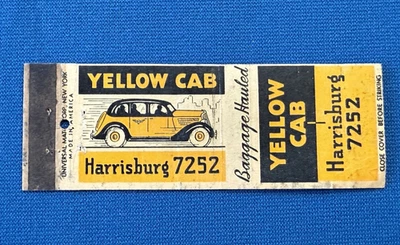 UNIVERSAL MATCH CORP., NEW YORK
MADE IN AMERICA
YELLOW CAB
Harrisburg 7252
Baggage Hauled
YELLOW
CAB
Harrisburg
7252
CLOSE COVER BEFORE STRIKING